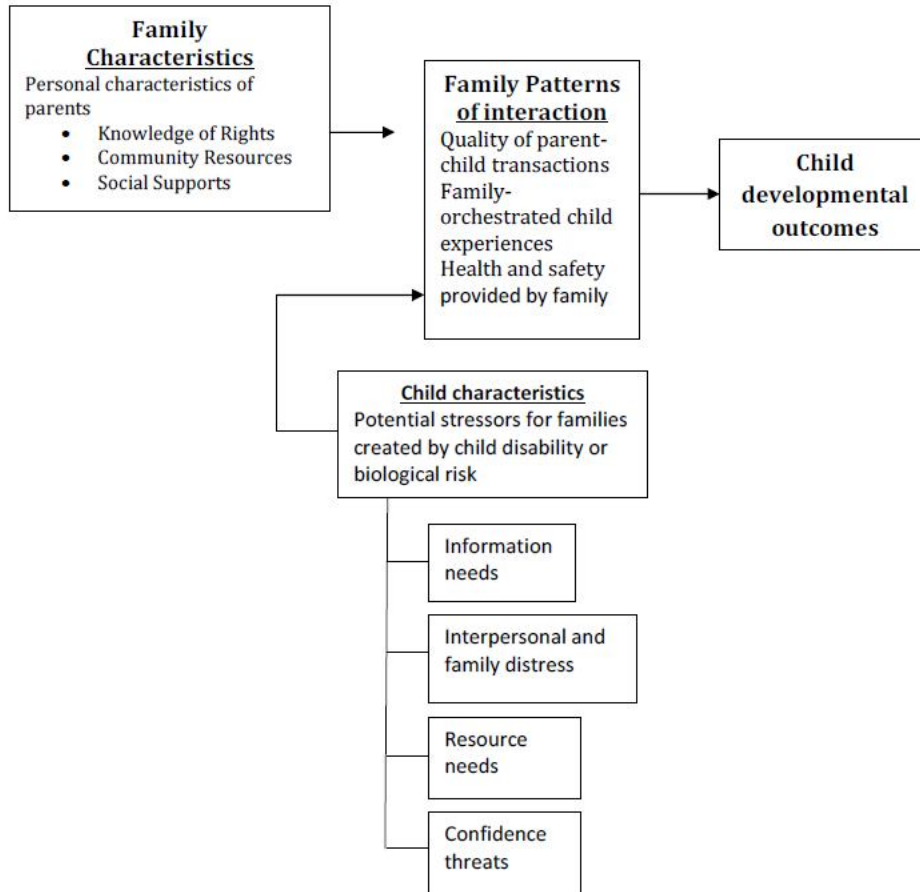 Family
Characteristics
Personal characteristics of
parents
• Knowledge of Rights
• Community Resources
• Social Supports
Family Patterns
of interaction
Quality of parent-
child transactions
Family-
orchestrated child
experiences
Health and safety
provided by family
Child
developmental
outcomes
Child characteristics
Potential stressors for families
created by child disability or
biological risk
Information
needs
Interpersonal and
family distress
Resource
needs
Confidence
threats